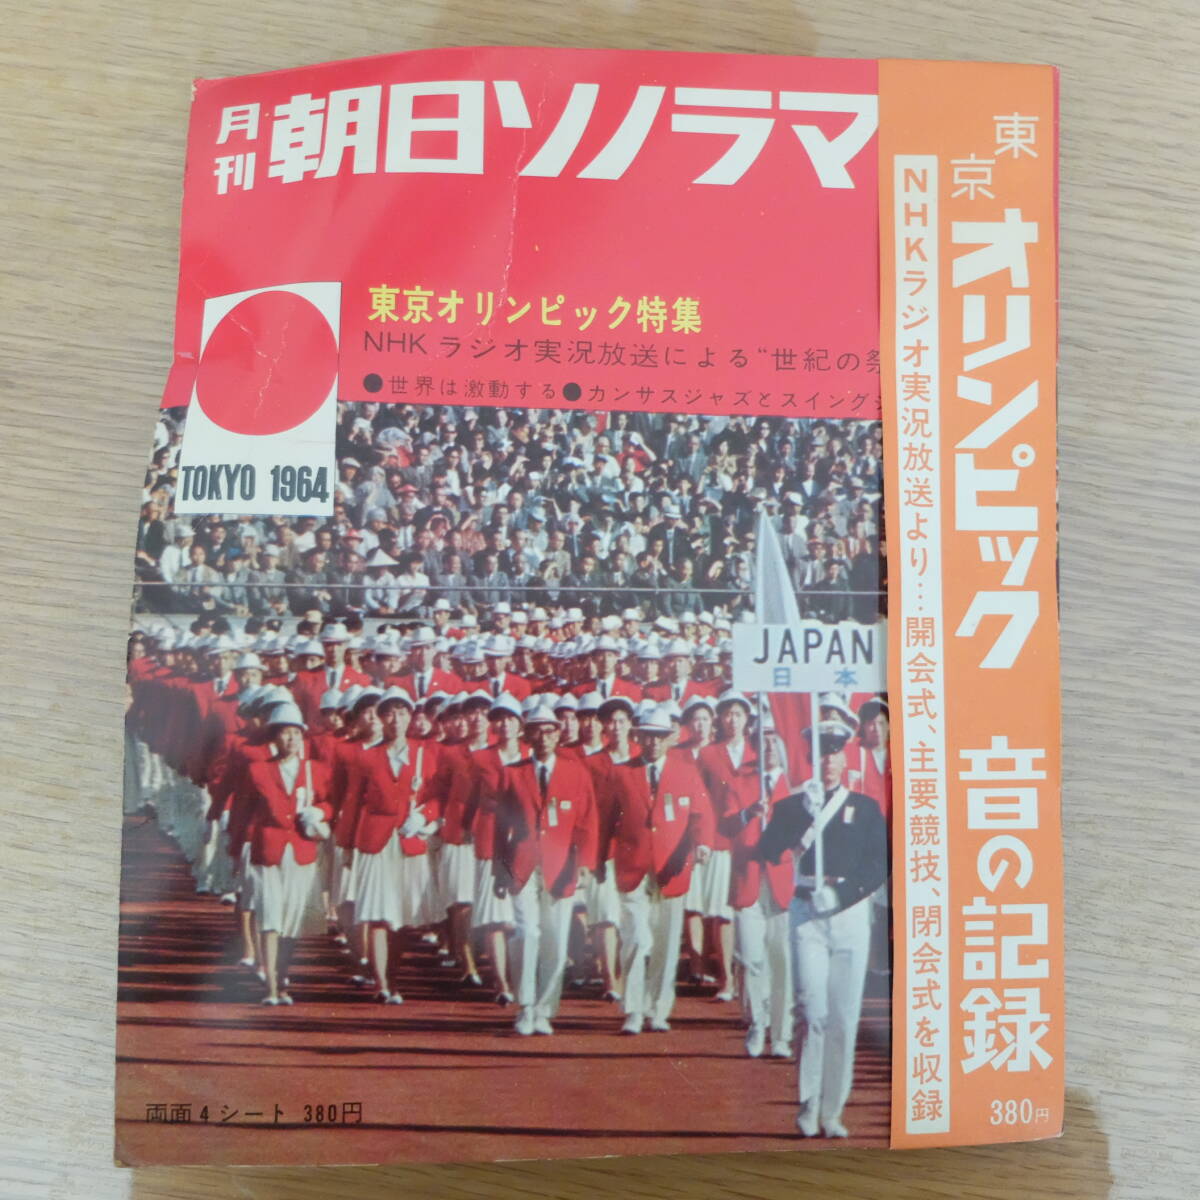 月刊 朝日ソノラマ
東京オリンピック特集
NHK ラジオ実況放送による“世紀の祭
●世界は激動する●カンサスジャズとスイング
TOKYO 1964
JAPAN
日本
両面4シート 380円
東京オリンピック 音の記録
NHKラジオ実況放送より…開会式、主要競技、閉会式を収録
380円